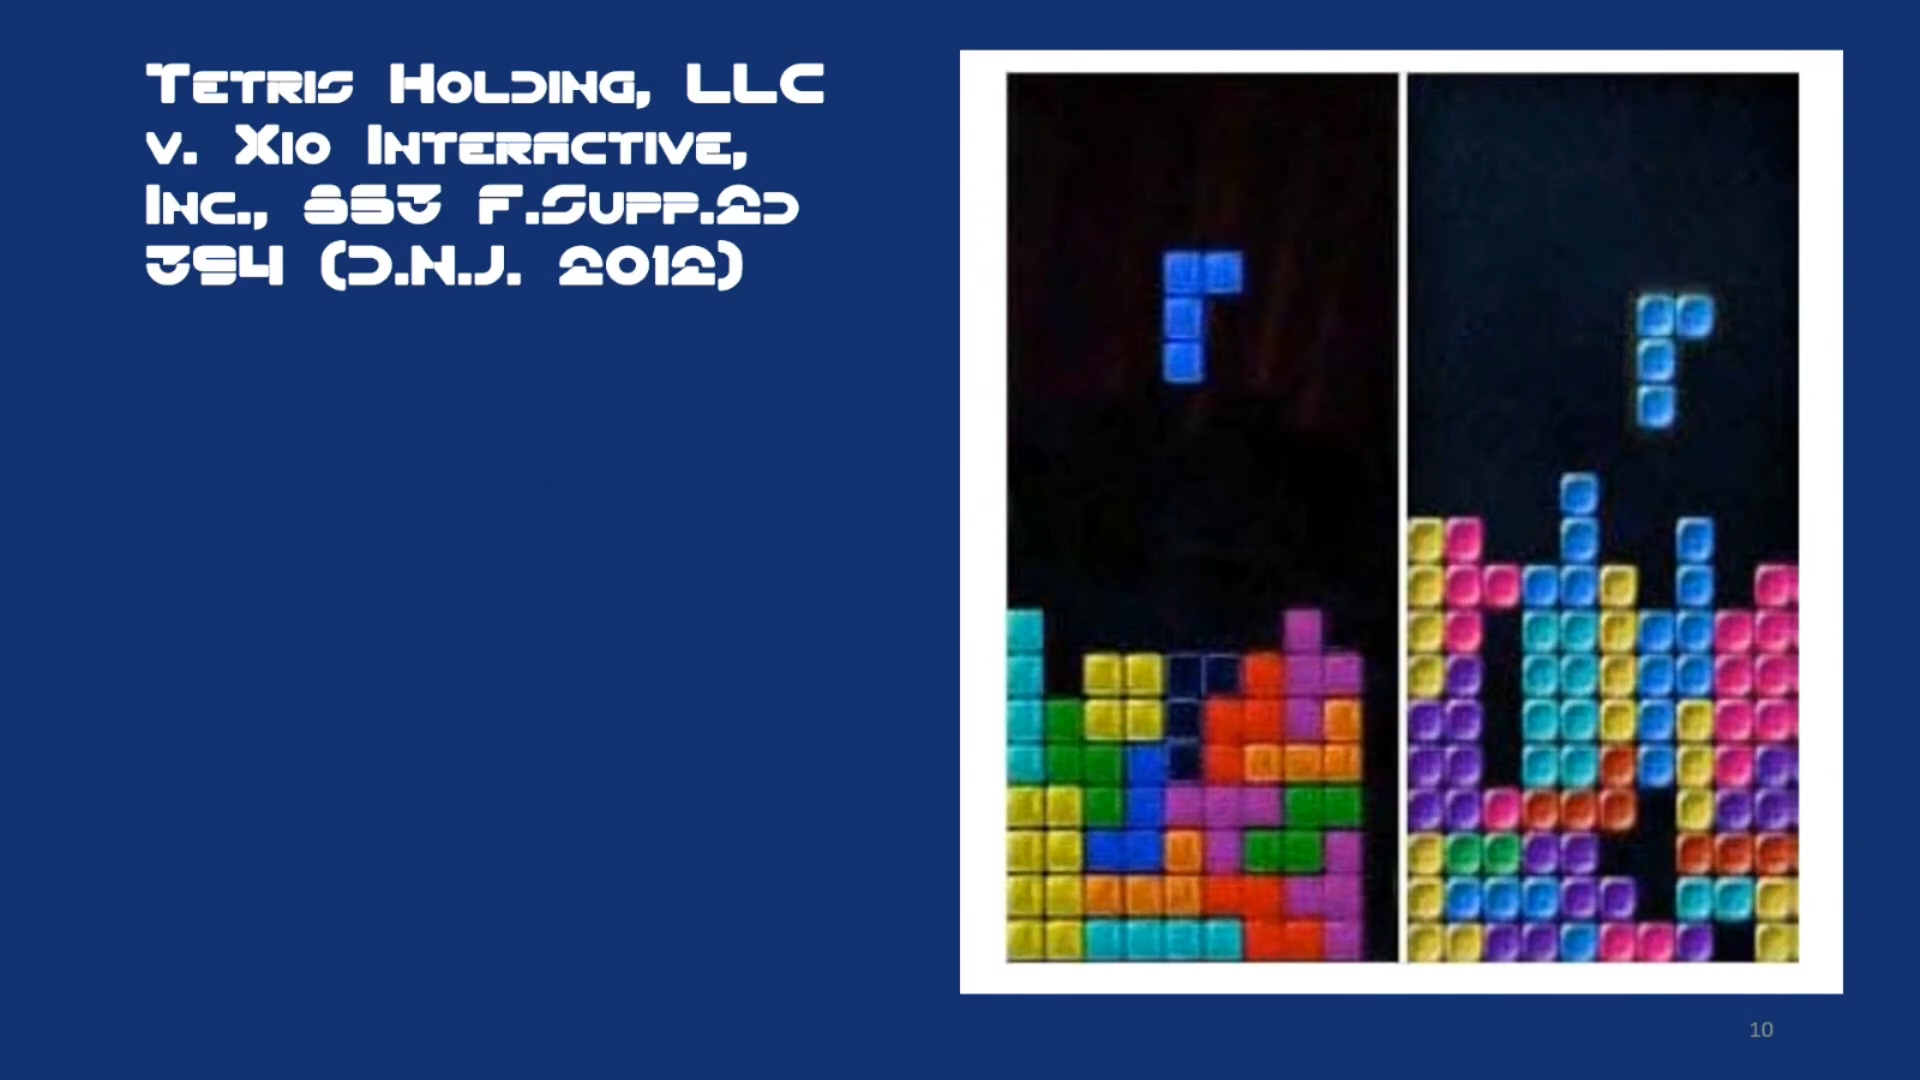 Tetris Holding, LLC
v. Xio Interactive,
Inc., 863 F.Supp.2d
394 (D.N.J. 2012)
10